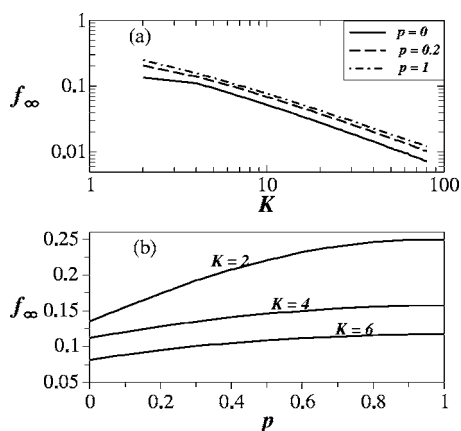 (a)
p = 0
p = 0.2
p = 1
1
0.1
0.01
f∞
1 10 100
K
(b)
0.25
0.2
0.15
0.1
0.05
f∞
K = 2
K = 4
K = 6
0 0.2 0.4 0.6 0.8 1
p